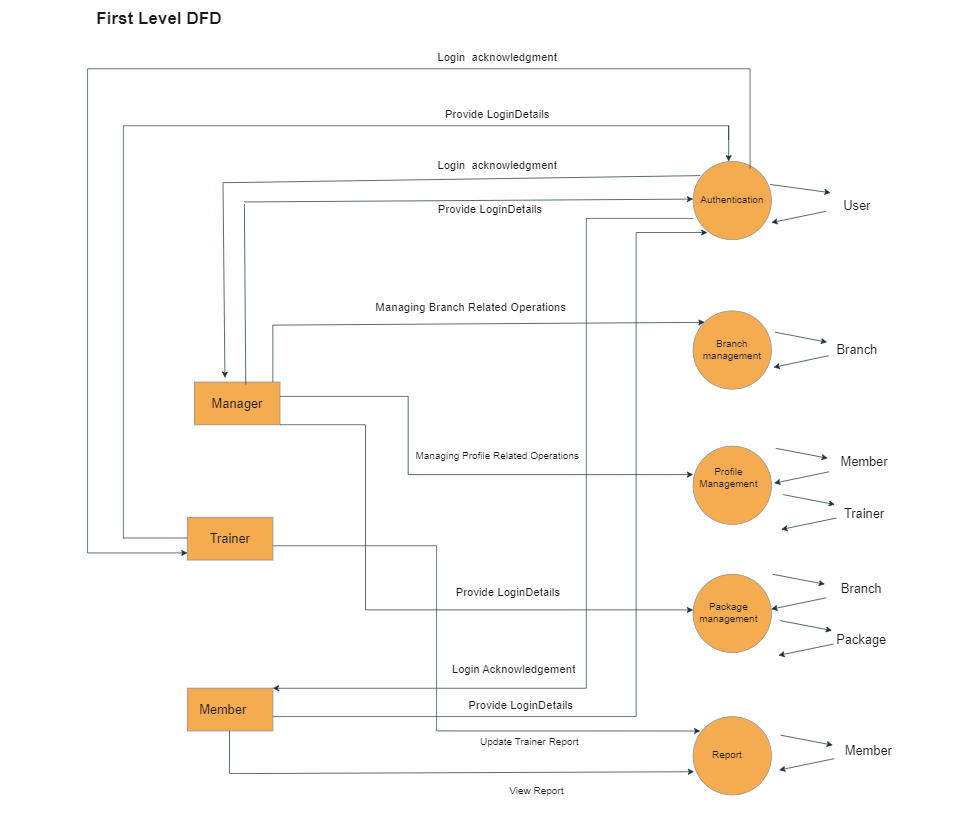 First Level DFD
Login acknowledgment
Provide LoginDetails
Login acknowledgment
Authentication
User
Provide LoginDetails
Managing Branch Related Operations
Branch
management
Branch
Manager
Managing Profile Related Operations
Member
Profile
Management
Trainer
Trainer
Provide LoginDetails
Branch
Package
management
Package
Login Acknowledgement
Member
Provide LoginDetails
Update Trainer Report
Report
Member
View Report